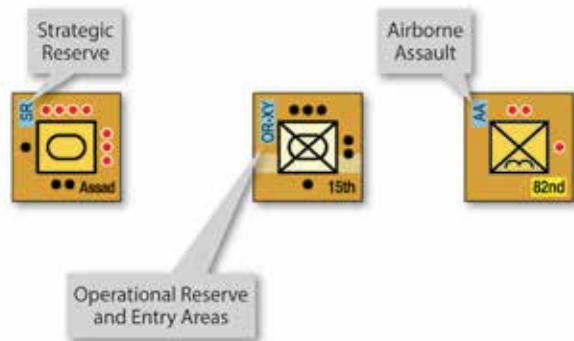 Strategic
Reserve
Airborne
Assault
SR
Assad
OR-XY
15th
AA
82nd
Operational Reserve
and Entry Areas